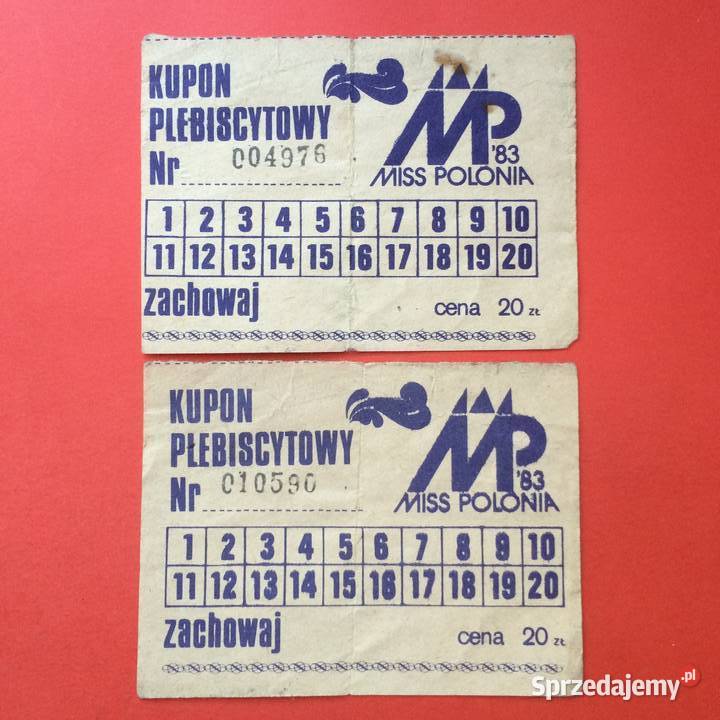 KUPON
PLEBISCYTOWY
Nr 004976
MP '83
MISS POLONIA
1 2 3 4 5 6 7 8 9 10
11 12 13 14 15 16 17 18 19 20
zachowaj cena 20 zł
KUPON
PLEBISCYTOWY
Nr 010590
MP '83
MISS POLONIA
1 2 3 4 5 6 7 8 9 10
11 12 13 14 15 16 17 18 19 20
zachowaj cena 20 zł
Sprzedajemy.pl